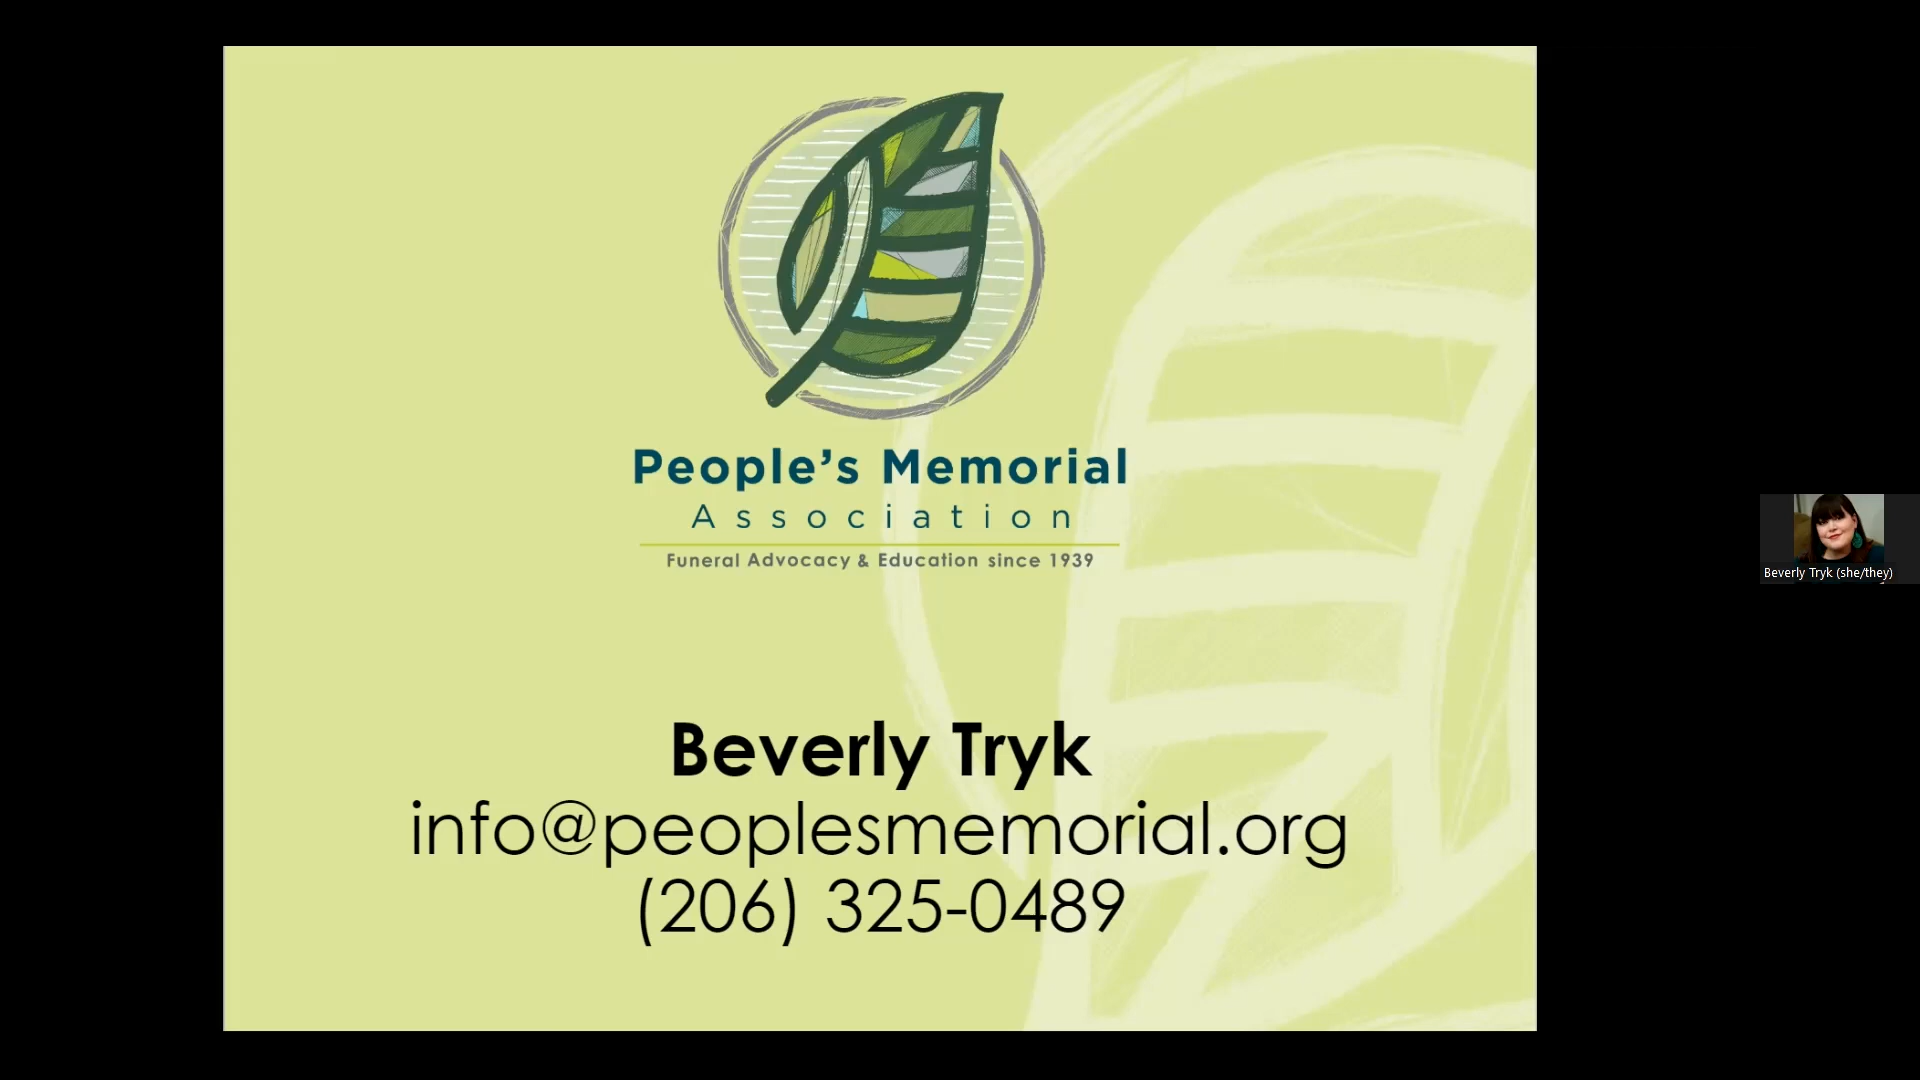 People's Memorial
Association
Funeral Advocacy & Education since 1939
Beverly Tryk
info@peoplesmemorial.org
(206) 325-0489
Beverly Tryk (she/they)